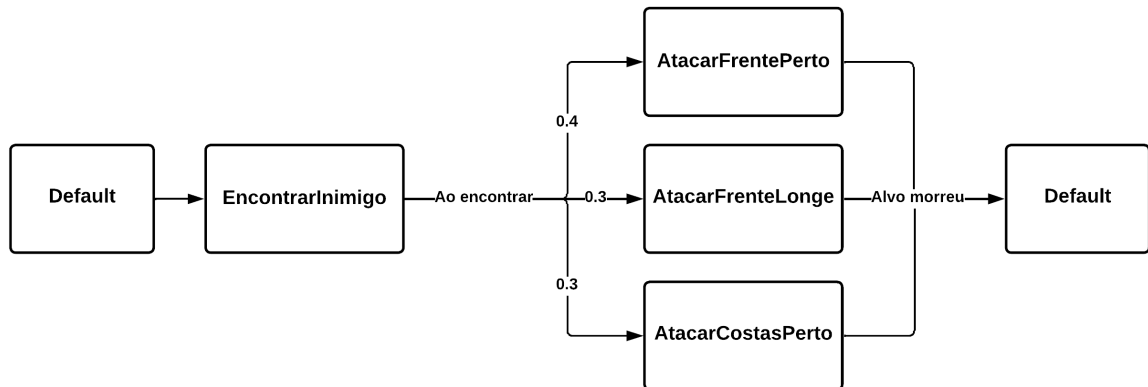 Default
EncontrarInimigo
Ao encontrar
0.4
0.3
0.3
AtacarFrentePerto
AtacarFrenteLonge
AtacarCostasPerto
Alvo morreu
Default